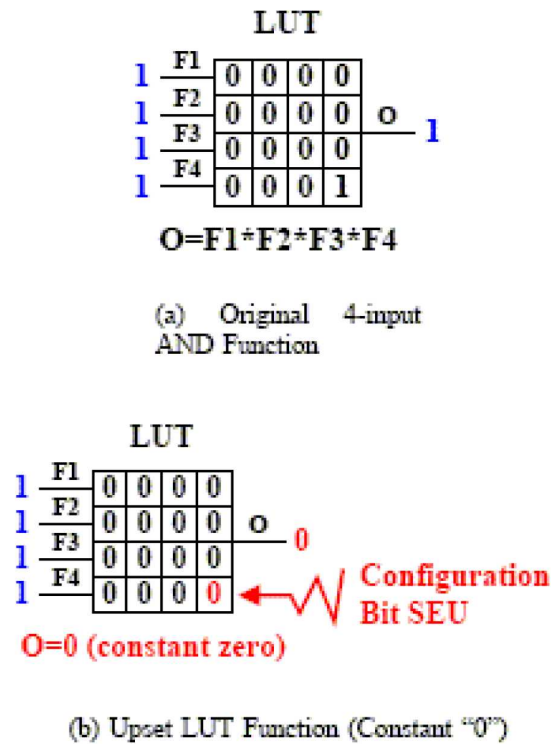 LUT
1 F1 0 0 0 0
1 F2 0 0 0 0 O 1
1 F3 0 0 0 0
1 F4 0 0 0 1
O=F1*F2*F3*F4
(a) Original 4-input
AND Function
LUT
1 F1 0 0 0 0
1 F2 0 0 0 0 O 0
1 F3 0 0 0 0
1 F4 0 0 0 0
Configuration
Bit SEU
O=0 (constant zero)
(b) Upset LUT Function (Constant “0”)